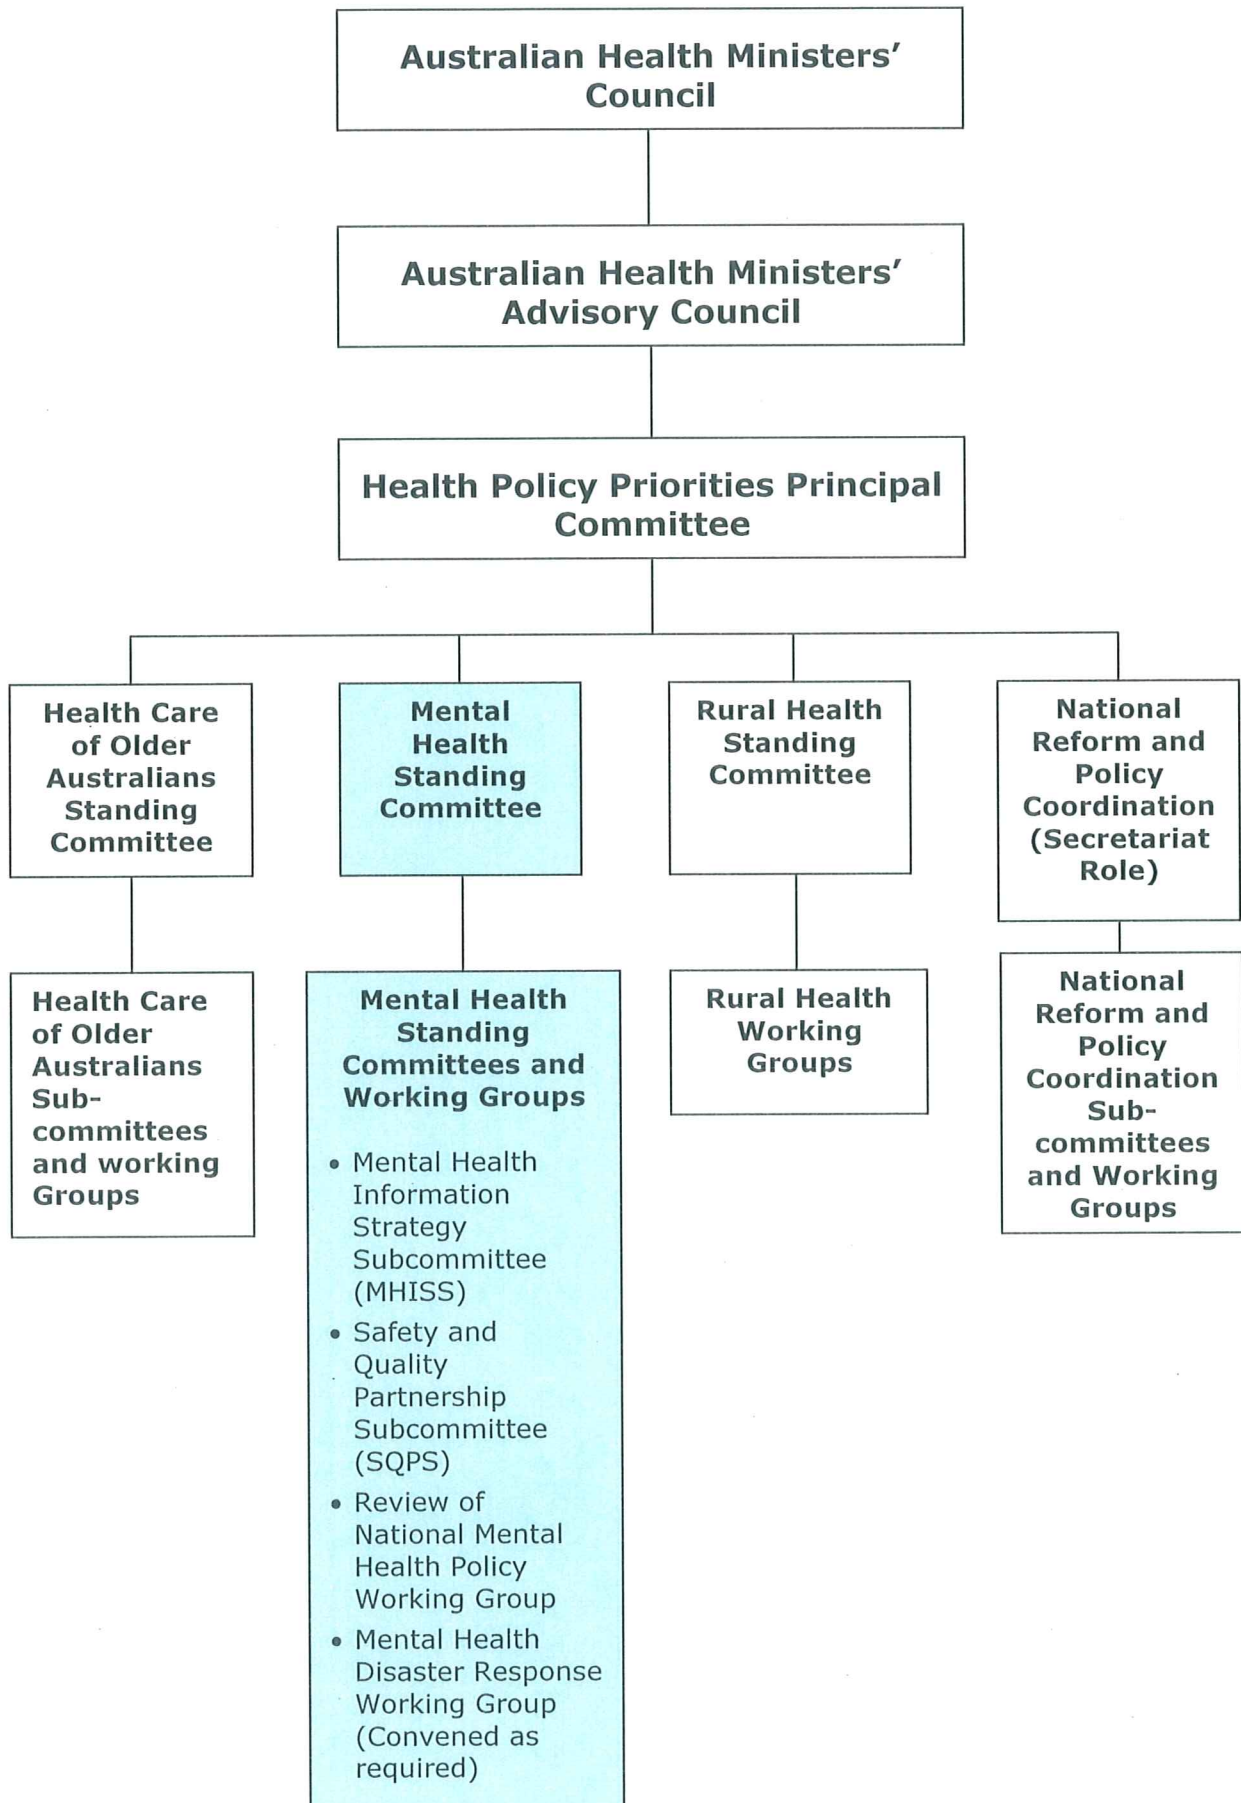 Australian Health Ministers’
Council
Australian Health Ministers’
Advisory Council
Health Policy Priorities Principal
Committee
Health Care
of Older
Australians
Standing
Committee
Mental
Health
Standing
Committee
Rural Health
Standing
Committee
National
Reform and
Policy
Coordination
(Secretariat
Role)
Health Care
of Older
Australians
Sub-
committees
and working
Groups
Mental Health
Standing
Committees and
Working Groups
• Mental Health
Information
Strategy
Subcommittee
(MHISS)
• Safety and
Quality
Partnership
Subcommittee
(SQPS)
• Review of
National Mental
Health Policy
Working Group
• Mental Health
Disaster Response
Working Group
(Convened as
required)
Rural Health
Working
Groups
National
Reform and
Policy
Coordination
Sub-
committees
and Working
Groups